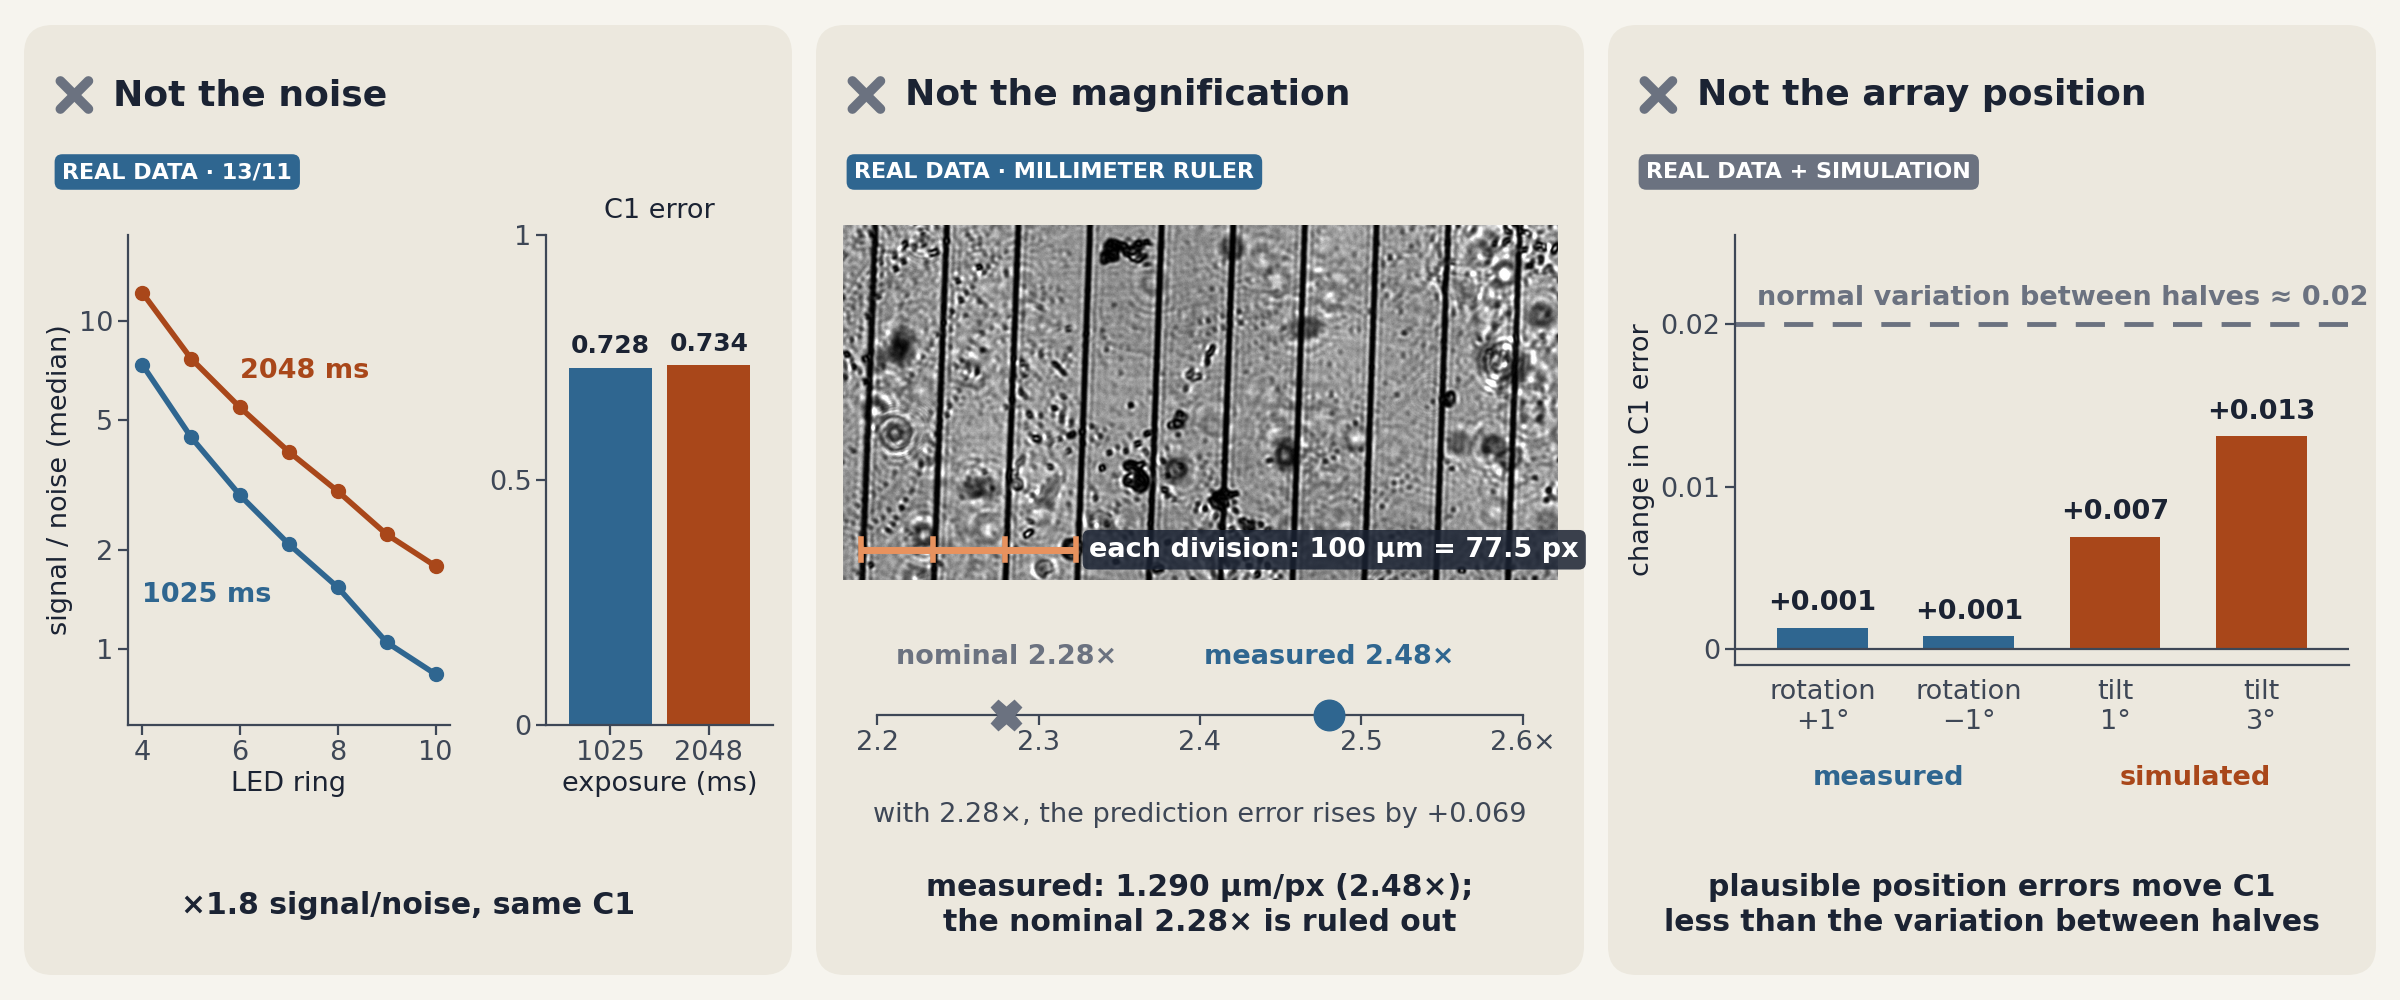 Not the noise
REAL DATA · 13/11
C1 error
signal / noise (median)
10
5
2
1
2048 ms
1025 ms
4
6
8
10
LED ring
1
0.5
0
0.728
0.734
1025
2048
exposure (ms)
×1.8 signal/noise, same C1
Not the magnification
REAL DATA · MILLIMETER RULER
each division: 100 µm = 77.5 px
nominal 2.28×
measured 2.48×
2.2
2.3
2.4
2.5
2.6×
with 2.28×, the prediction error rises by +0.069
measured: 1.290 µm/px (2.48×);
the nominal 2.28× is ruled out
Not the array position
REAL DATA + SIMULATION
change in C1 error
normal variation between halves ≈ 0.02
0.02
0.01
0
+0.001
+0.001
+0.007
+0.013
rotation
+1°
rotation
−1°
tilt
1°
tilt
3°
measured
simulated
plausible position errors move C1
less than the variation between halves